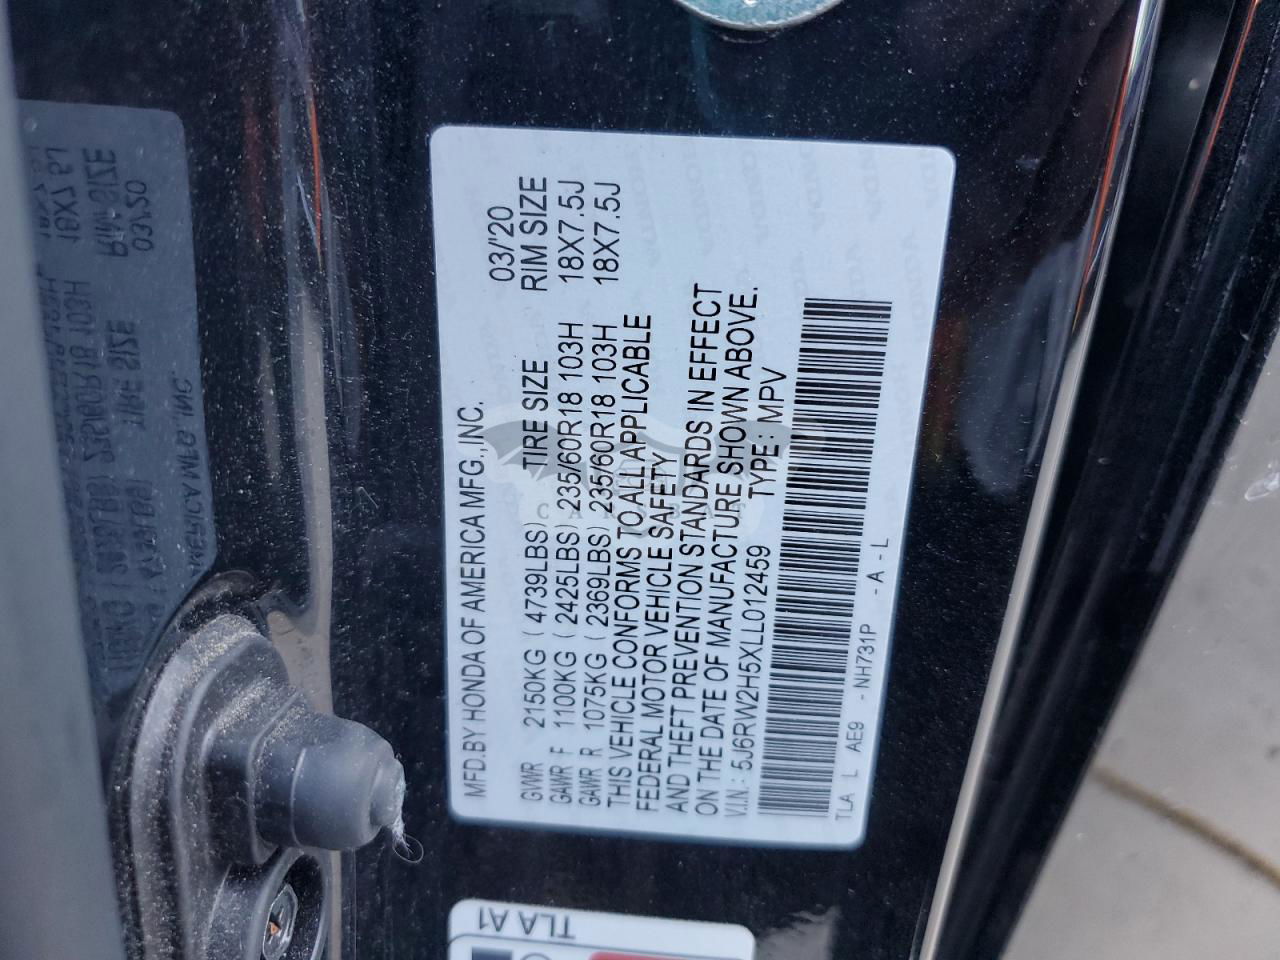 MFD.BY HONDA OF AMERICA MFG.,INC.
03/'20
GVWR 2150KG ( 4739LBS) TIRE SIZE RIM SIZE
GAWR F 1100KG ( 2425LBS) 235/60R18 103H 18X7.5J
GAWR R 1075KG ( 2369LBS) 235/60R18 103H 18X7.5J
THIS VEHICLE CONFORMS TO ALL APPLICABLE
FEDERAL MOTOR VEHICLE SAFETY
AND THEFT PREVENTION STANDARDS IN EFFECT
ON THE DATE OF MANUFACTURE SHOWN ABOVE.
V.I.N.: 5J6RW2H5XLL012459 TYPE : MPV
TLA L AE9 - NH731P - A - L
TLA A1